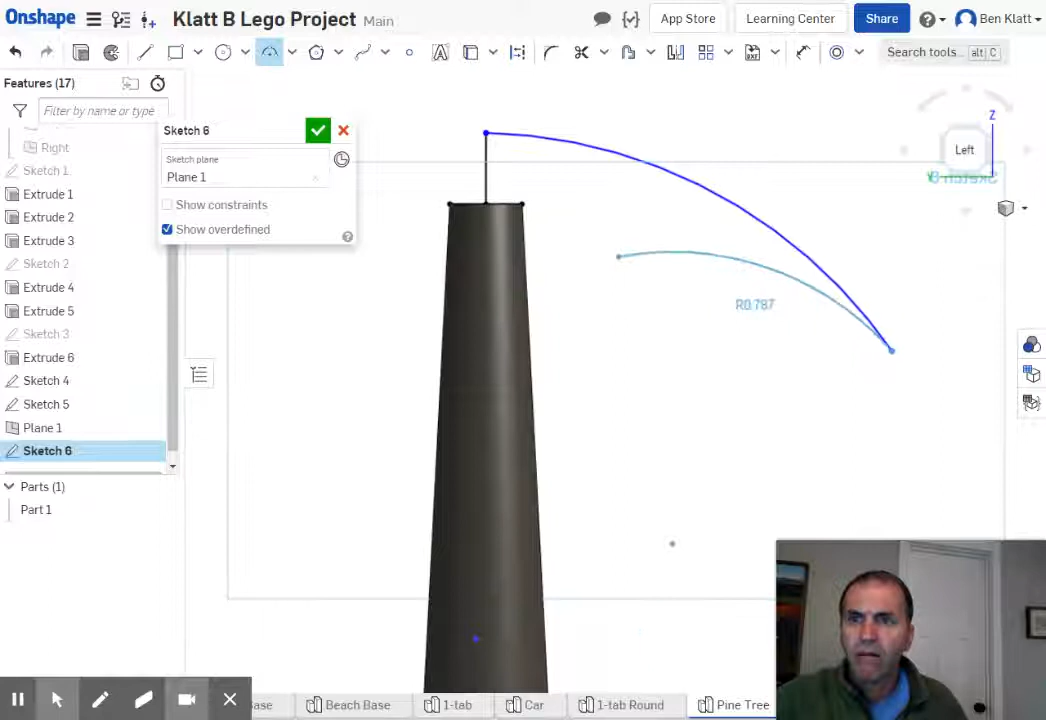 Onshape
Klatt B Lego Project Main
App Store
Learning Center
Share
Ben Klatt
Search tools... alt C
Features (17)
Filter by name or type
Right
Sketch 1
Extrude 1
Extrude 2
Extrude 3
Sketch 2
Extrude 4
Extrude 5
Sketch 3
Extrude 6
Sketch 4
Sketch 5
Plane 1
Sketch 6
Parts (1)
Part 1
Sketch 6
Sketch plane
Plane 1
Show constraints
Show overdefined
R0.787
Z
Left
Y
Sketch 6
Base
Beach Base
1-tab
Car
1-tab Round
Pine Tree